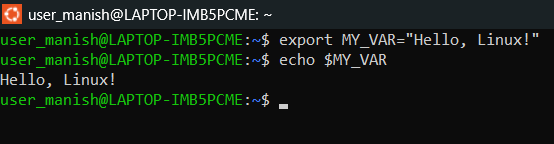 user_manish@LAPTOP-IMB5PCME: ~
user_manish@LAPTOP-IMB5PCME:~$ export MY_VAR="Hello, Linux!"
user_manish@LAPTOP-IMB5PCME:~$ echo $MY_VAR
Hello, Linux!
user_manish@LAPTOP-IMB5PCME:~$